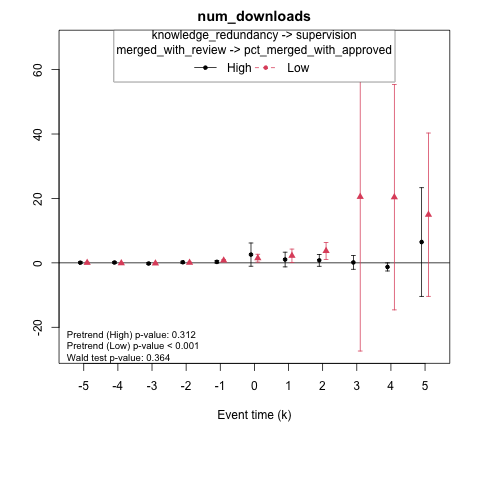 num_downloads
knowledge_redundancy -> supervision
merged_with_review -> pct_merged_with_approved
High Low
60
40
20
0
-20
Pretrend (High) p-value: 0.312
Pretrend (Low) p-value < 0.001
Wald test p-value: 0.364
-5 -4 -3 -2 -1 0 1 2 3 4 5
Event time (k)